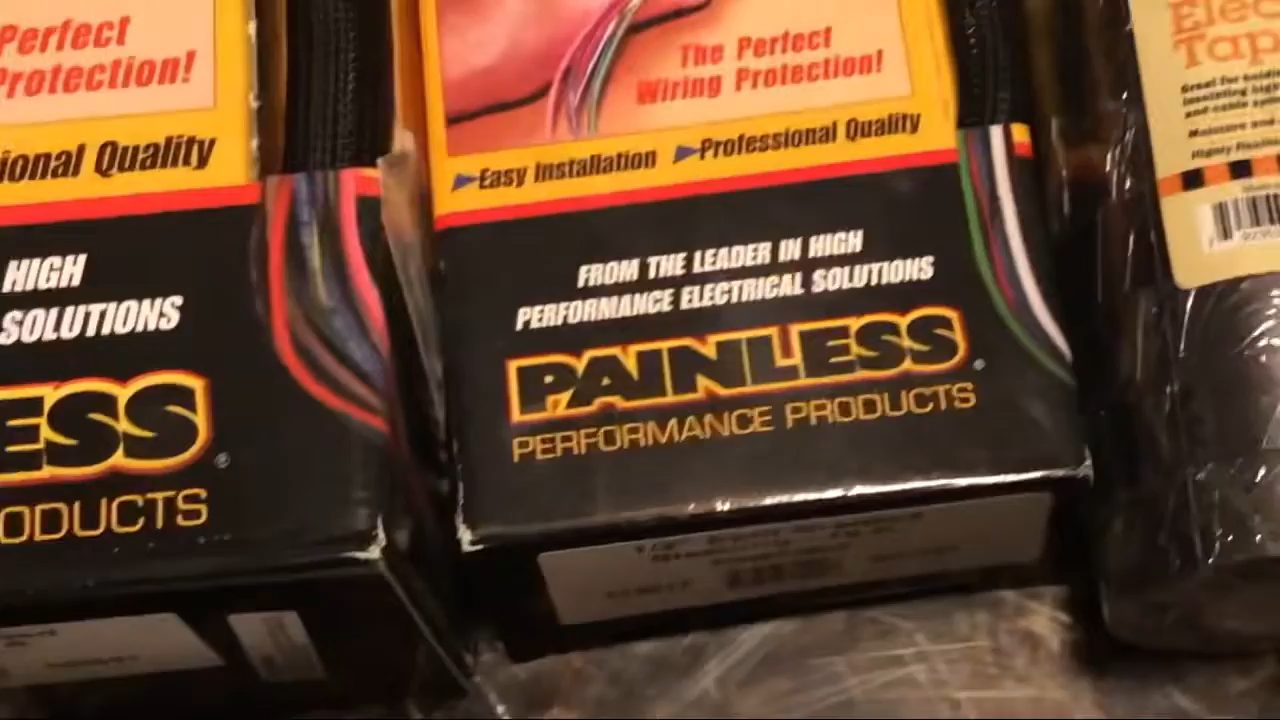 Perfect
Protection!
ional Quality
HIGH
SOLUTIONS
ESS
ODUCTS
The Perfect
Wiring Protection!
Easy Installation Professional Quality
FROM THE LEADER IN HIGH
PERFORMANCE ELECTRICAL SOLUTIONS
PAINLESS
PERFORMANCE PRODUCTS
Elec
Tap